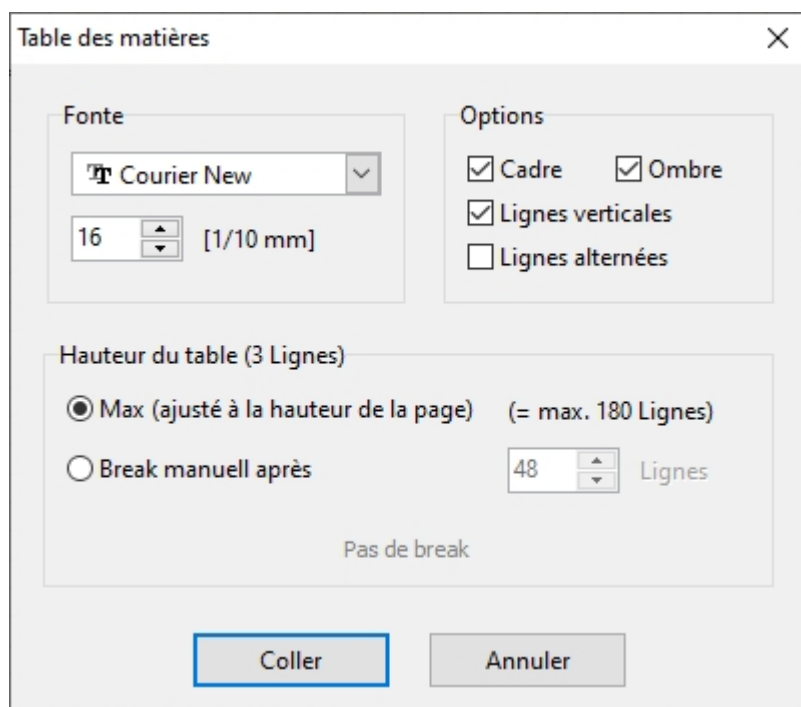 Table des matières
Fonte
Courier New
16 [1/10 mm]
Options
Cadre Ombre
Lignes verticales
Lignes alternées
Hauteur du table (3 Lignes)
Max (ajusté à la hauteur de la page) (= max. 180 Lignes)
Break manuell après 48 Lignes
Pas de break
Coller Annuler